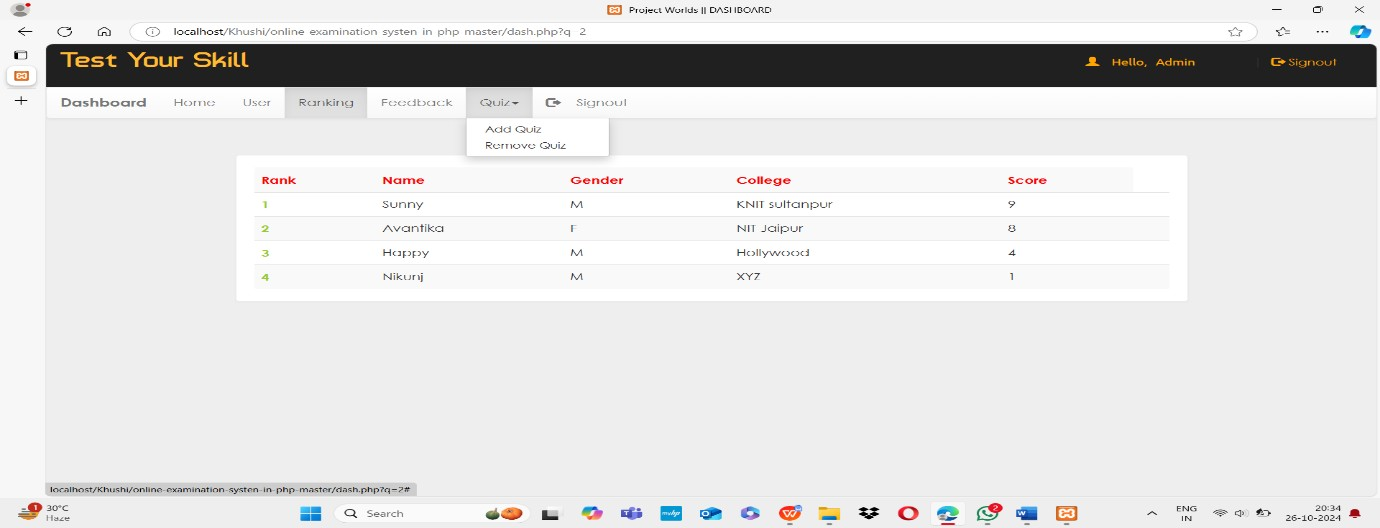 Project Worlds || DASHBOARD
localhost/Khushi/online examination systen in php master/dash.php?q 2
Test Your Skill
Hello, Admin
Signout
Dashboard Home User Ranking Feedback Quiz Signout
Add Quiz
Remove Quiz
Rank Name Gender College Score
1 Sunny M KNIT sultanpur 9
2 Avantika F NIT Jaipur 8
3 Happy M Hollywood 4
4 Nikunj M XYZ 1
localhost/Khushi/online-examination-systen-in-php-master/dash.php?q=2#
1
30°C
Haze
Search
2
ENG
IN
20:34
26-10-2024